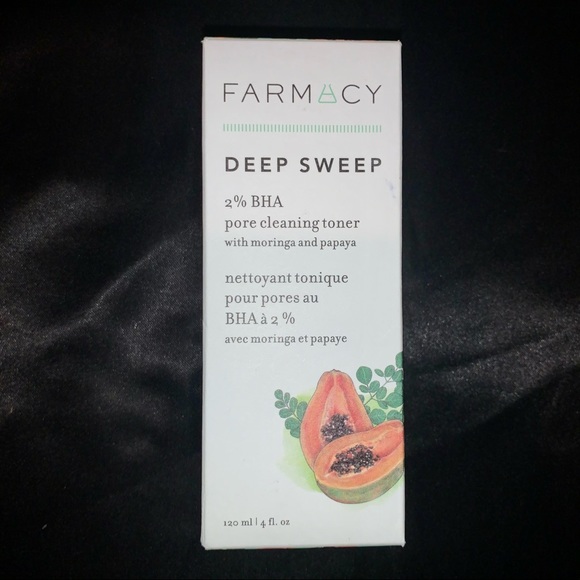 FARMACY
DEEP SWEEP
2% BHA
pore cleaning toner
with moringa and papaya
nettoyant tonique
pour pores au
BHA à 2 %
avec moringa et papaye
120 ml | 4 fl. oz